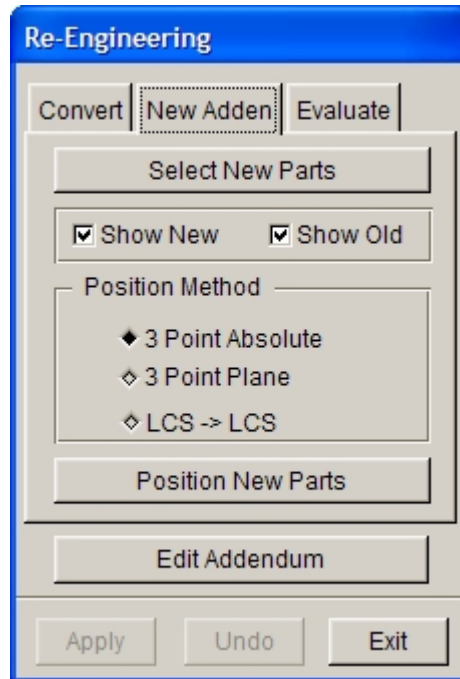 Re-Engineering
Convert New Adden Evaluate
Select New Parts
Show New Show Old
Position Method
3 Point Absolute
3 Point Plane
LCS -> LCS
Position New Parts
Edit Addendum
Apply Undo Exit